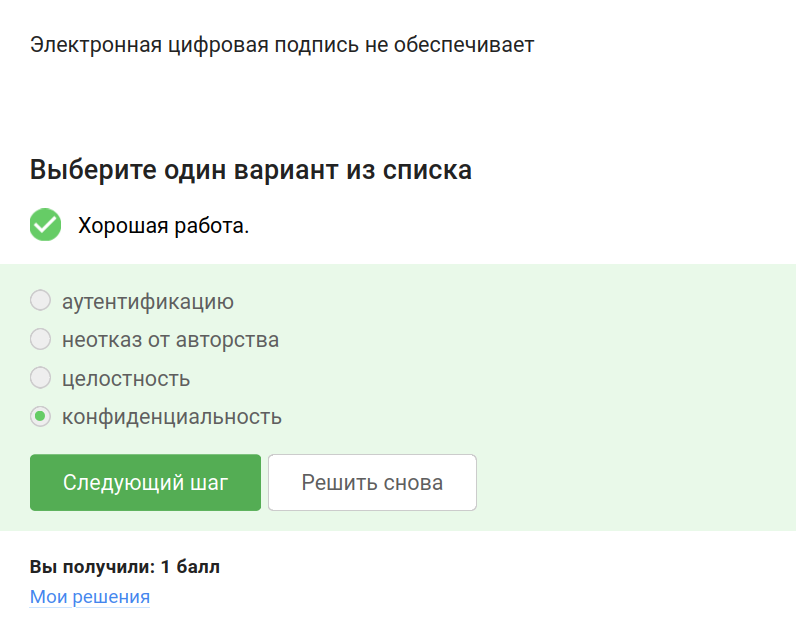 Электронная цифровая подпись не обеспечивает
Выберите один вариант из списка
Хорошая работа.
аутентификацию
неотказ от авторства
целостность
конфиденциальность
Следующий шаг
Решить снова
Вы получили: 1 балл
Мои решения